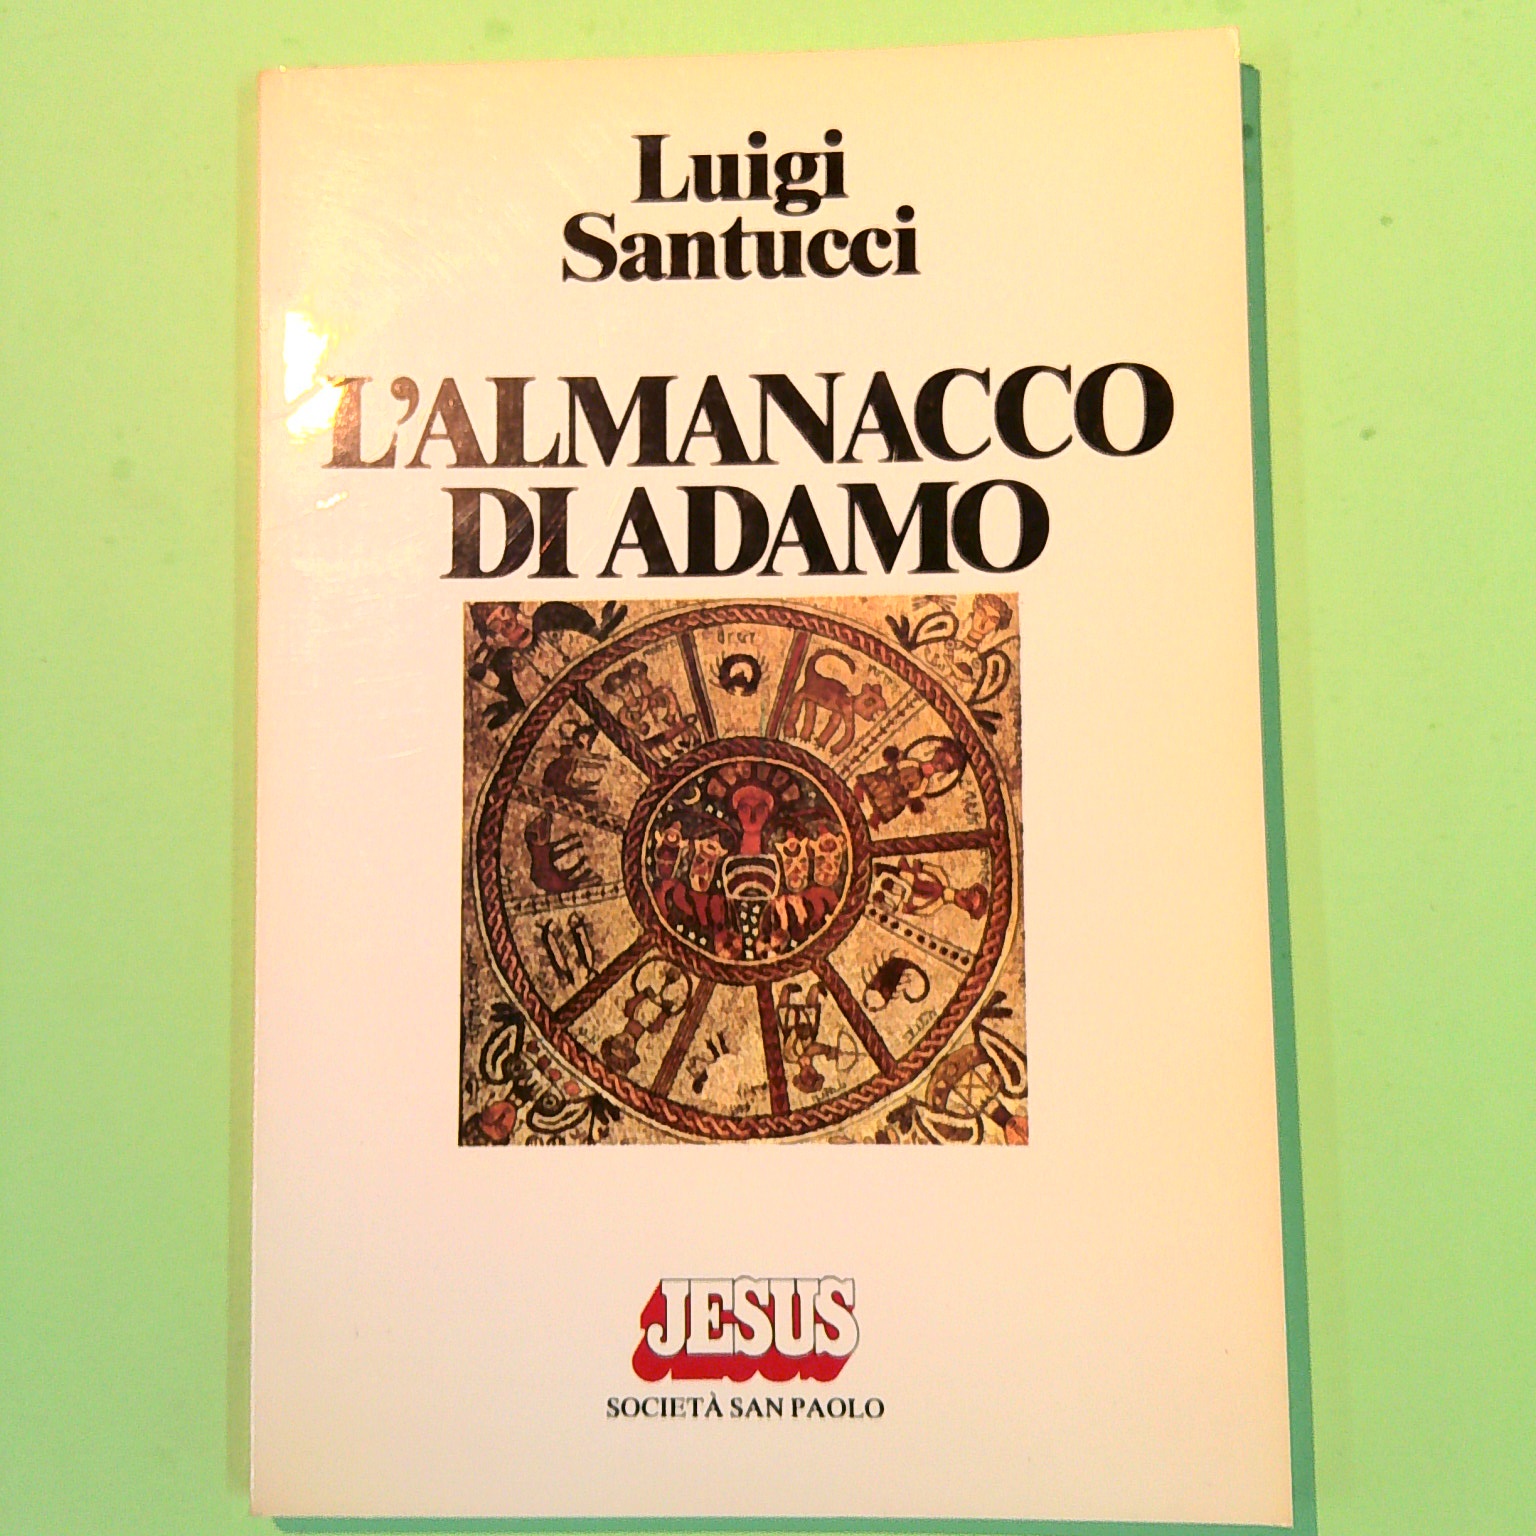 Luigi
Santucci
L'ALMANACCO
DI ADAMO
JESUS
SOCIETÀ SAN PAOLO